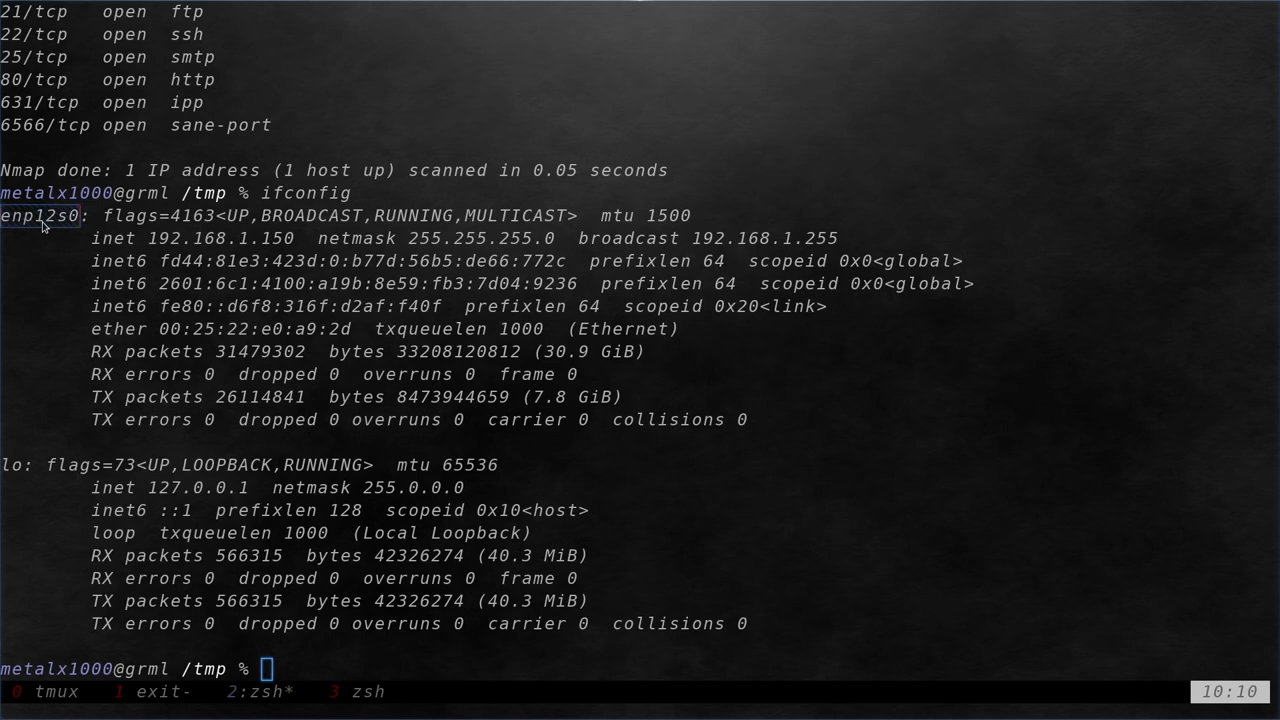 21/tcp   open  ftp
22/tcp   open  ssh
25/tcp   open  smtp
80/tcp   open  http
631/tcp  open  ipp
6566/tcp open  sane-port

Nmap done: 1 IP address (1 host up) scanned in 0.05 seconds
metalx1000@grml /tmp % ifconfig
enp12s0: flags=4163<UP,BROADCAST,RUNNING,MULTICAST>  mtu 1500
        inet 192.168.1.150  netmask 255.255.255.0  broadcast 192.168.1.255
        inet6 fd44:81e3:423d:0:b77d:56b5:de66:772c  prefixlen 64  scopeid 0x0<global>
        inet6 2601:6c1:4100:a19b:8e59:fb3:7d04:9236  prefixlen 64  scopeid 0x0<global>
        inet6 fe80::d6f8:316f:d2af:f40f  prefixlen 64  scopeid 0x20<link>
        ether 00:25:22:e0:a9:2d  txqueuelen 1000  (Ethernet)
        RX packets 31479302  bytes 33208120812 (30.9 GiB)
        RX errors 0  dropped 0  overruns 0  frame 0
        TX packets 26114841  bytes 8473944659 (7.8 GiB)
        TX errors 0  dropped 0 overruns 0  carrier 0  collisions 0

lo: flags=73<UP,LOOPBACK,RUNNING>  mtu 65536
        inet 127.0.0.1  netmask 255.0.0.0
        inet6 ::1  prefixlen 128  scopeid 0x10<host>
        loop  txqueuelen 1000  (Local Loopback)
        RX packets 566315  bytes 42326274 (40.3 MiB)
        RX errors 0  dropped 0  overruns 0  frame 0
        TX packets 566315  bytes 42326274 (40.3 MiB)
        TX errors 0  dropped 0 overruns 0  carrier 0  collisions 0

metalx1000@grml /tmp %
0 tmux   1 exit-   2:zsh*   3 zsh   10:10